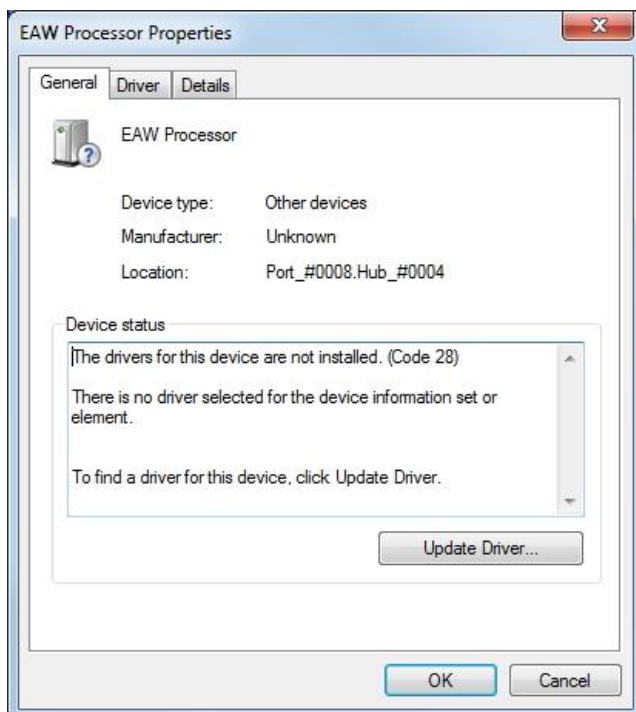 EAW Processor Properties
General Driver Details
EAW Processor
Device type: Other devices
Manufacturer: Unknown
Location: Port_#0008.Hub_#0004
Device status
The drivers for this device are not installed. (Code 28)
There is no driver selected for the device information set or
element.
To find a driver for this device, click Update Driver.
Update Driver...
OK Cancel